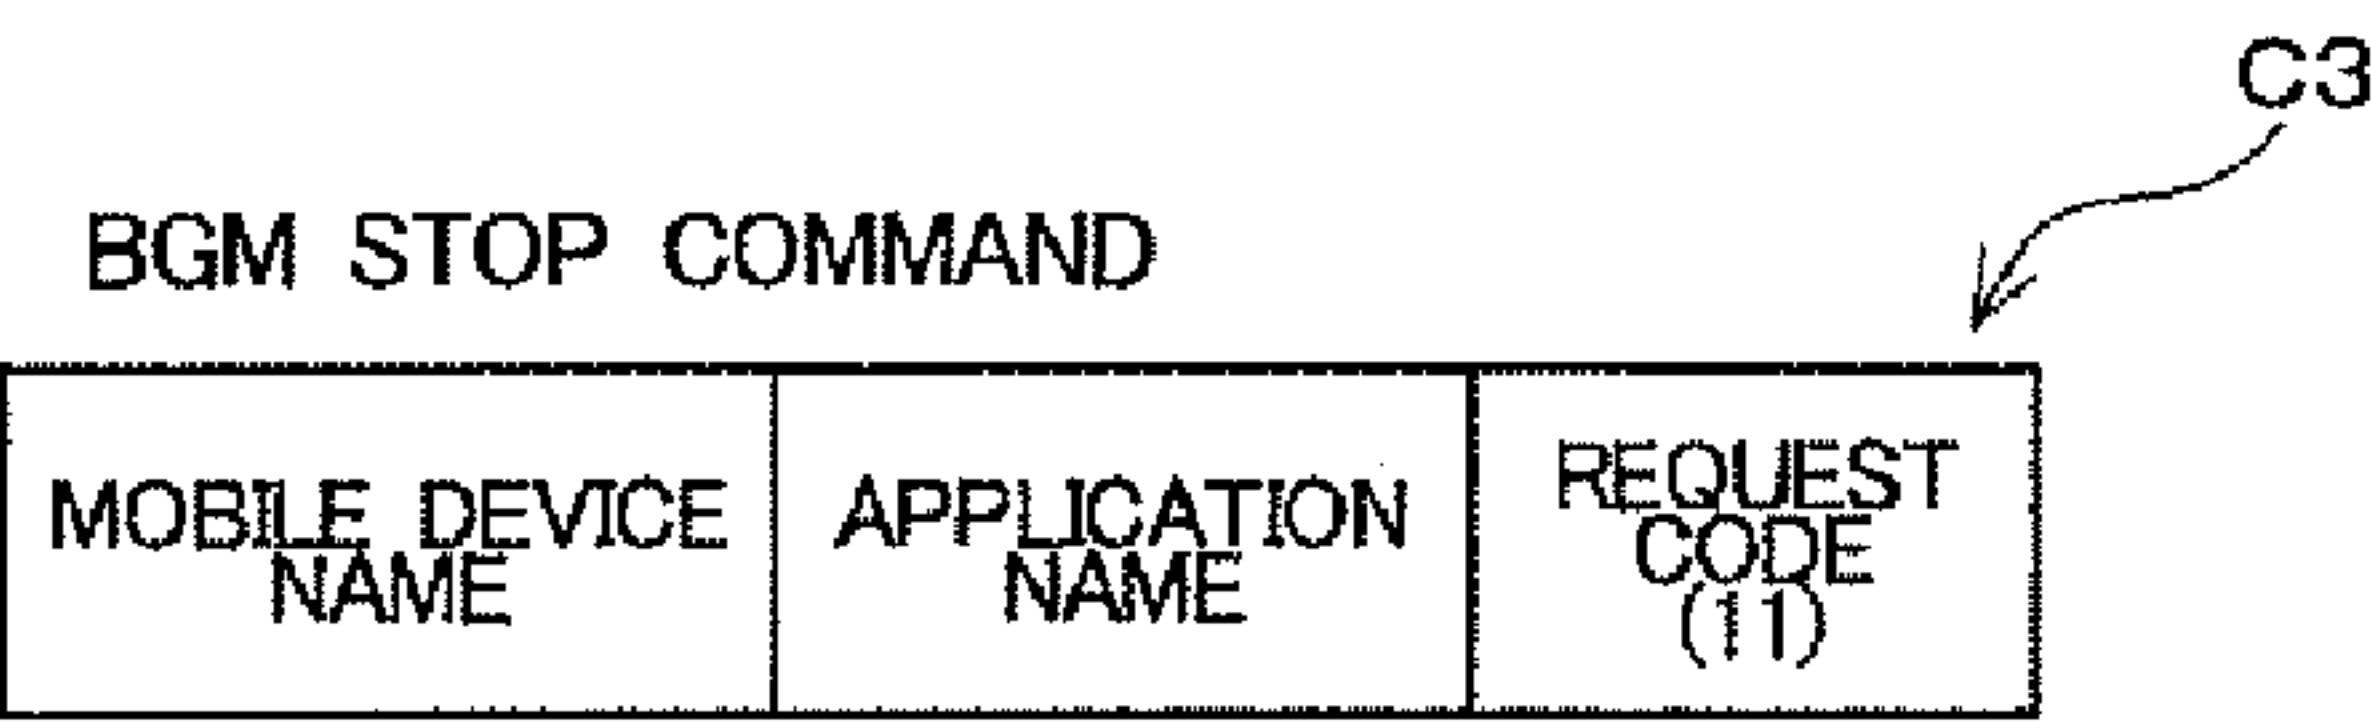 C3
BGM STOP COMMAND
MOBILE DEVICE
NAME
APPLICATION
NAME
REQUEST
CODE
(11)